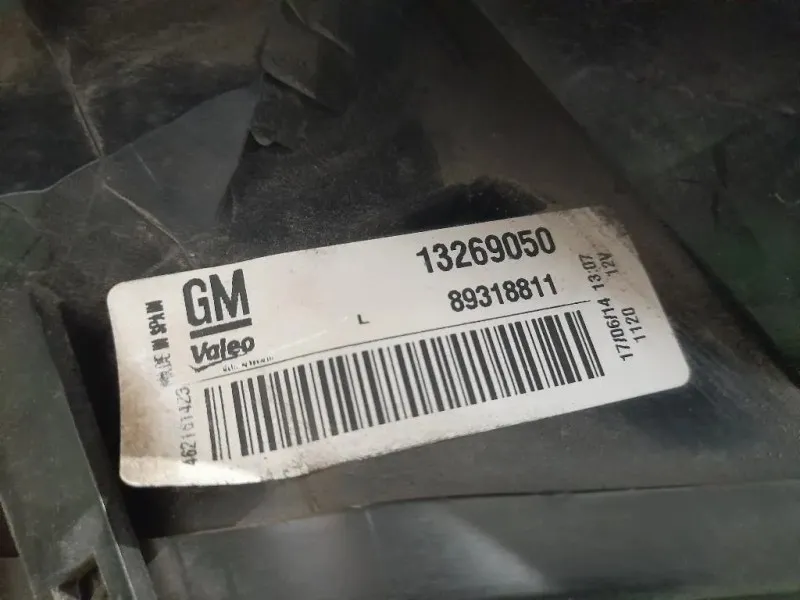 GM
13269050
Valeo
L
89318811
MADE IN SPAIN
462161423
17/06/14 13:07
1120 12V